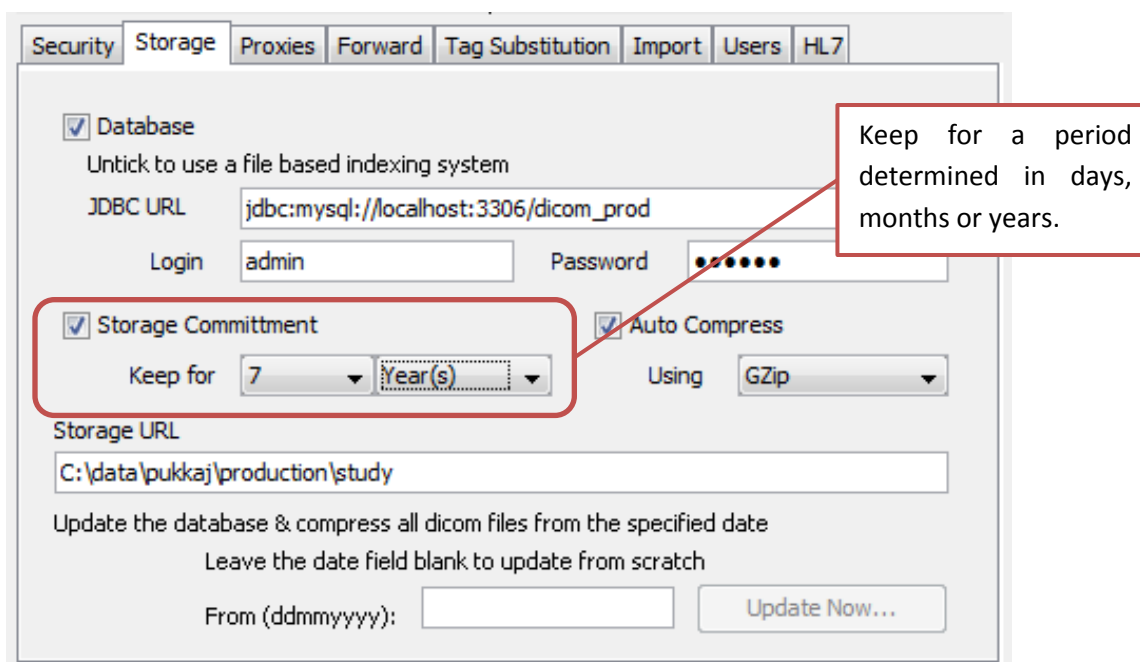 Security Storage Proxies Forward Tag Substitution Import Users HL7
Database
Untick to use a file based indexing system
JDBC URL jdbc:mysql://localhost:3306/dicom_prod
Login admin Password ●●●●●●
Keep for a period
determined in days,
months or years.
Storage Committment Auto Compress
Keep for 7 Year(s) Using GZip
Storage URL
C:\data\pukkaj\production\study
Update the database & compress all dicom files from the specified date
Leave the date field blank to update from scratch
From (ddmmyyyy): Update Now...